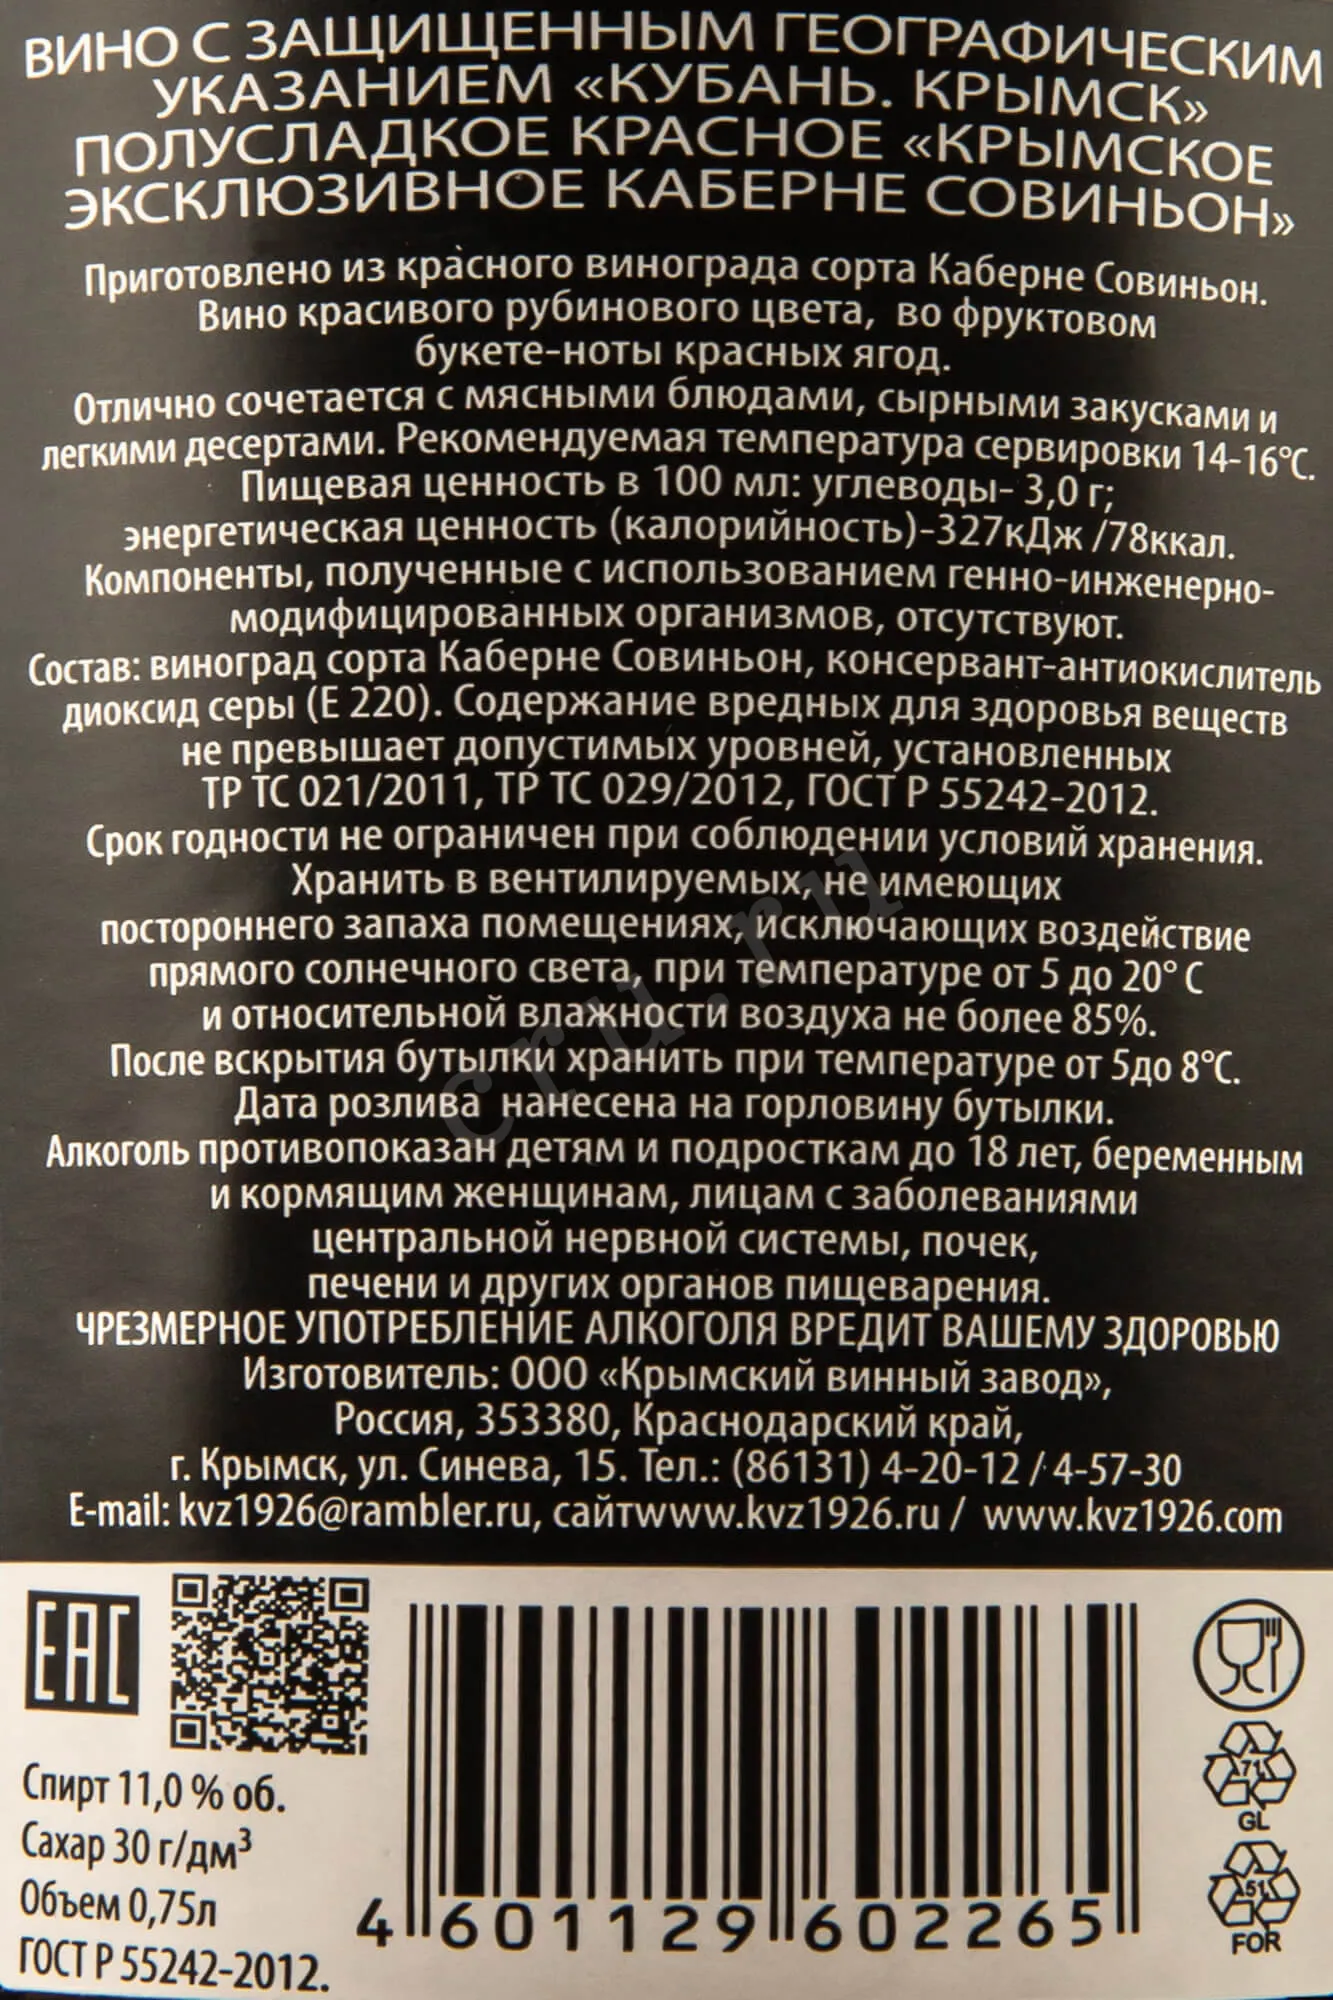 ВИНО С ЗАЩИЩЕННЫМ ГЕОГРАФИЧЕСКИМ
УКАЗАНИЕМ «КУБАНЬ. КРЫМСК»
ПОЛУСЛАДКОЕ КРАСНОЕ «КРЫМСКОЕ
ЭКСКЛЮЗИВНОЕ КАБЕРНЕ СОВИНЬОН»
Приготовлено из красного винограда сорта Каберне Совиньон.
Вино красивого рубинового цвета, во фруктовом
букете-ноты красных ягод.
Отлично сочетается с мясными блюдами, сырными закусками и
легкими десертами. Рекомендуемая температура сервировки 14-16°С.
Пищевая ценность в 100 мл: углеводы- 3,0 г;
энергетическая ценность (калорийность)-327кДж /78ккал.
Компоненты, полученные с использованием генно-инженерно-
модифицированных организмов, отсутствуют.
Состав: виноград сорта Каберне Совиньон, консервант-антиокислитель
диоксид серы (Е 220). Содержание вредных для здоровья веществ
не превышает допустимых уровней, установленных
ТР ТС 021/2011, ТР ТС 029/2012, ГОСТ Р 55242-2012.
Срок годности не ограничен при соблюдении условий хранения.
Хранить в вентилируемых, не имеющих
постороннего запаха помещениях, исключающих воздействие
прямого солнечного света, при температуре от 5 до 20° С
и относительной влажности воздуха не более 85%.
После вскрытия бутылки хранить при температуре от 5до 8°С.
Дата розлива нанесена на горловину бутылки.
Алкоголь противопоказан детям и подросткам до 18 лет, беременным
и кормящим женщинам, лицам с заболеваниями
центральной нервной системы, почек,
печени и других органов пищеварения.
ЧРЕЗМЕРНОЕ УПОТРЕБЛЕНИЕ АЛКОГОЛЯ ВРЕДИТ ВАШЕМУ ЗДОРОВЬЮ
Изготовитель: ООО «Крымский винный завод»,
Россия, 353380, Краснодарский край,
г. Крымск, ул. Синева, 15. Тел.: (86131) 4-20-12 / 4-57-30
E-mail: kvz1926@rambler.ru, сайтwww.kvz1926.ru / www.kvz1926.com
cru.ru
EAC
Спирт 11,0 % об.
Сахар 30 г/дм³
Объем 0,75л
ГОСТ Р 55242-2012.
4 601129 602265
71
GL
51
FOR